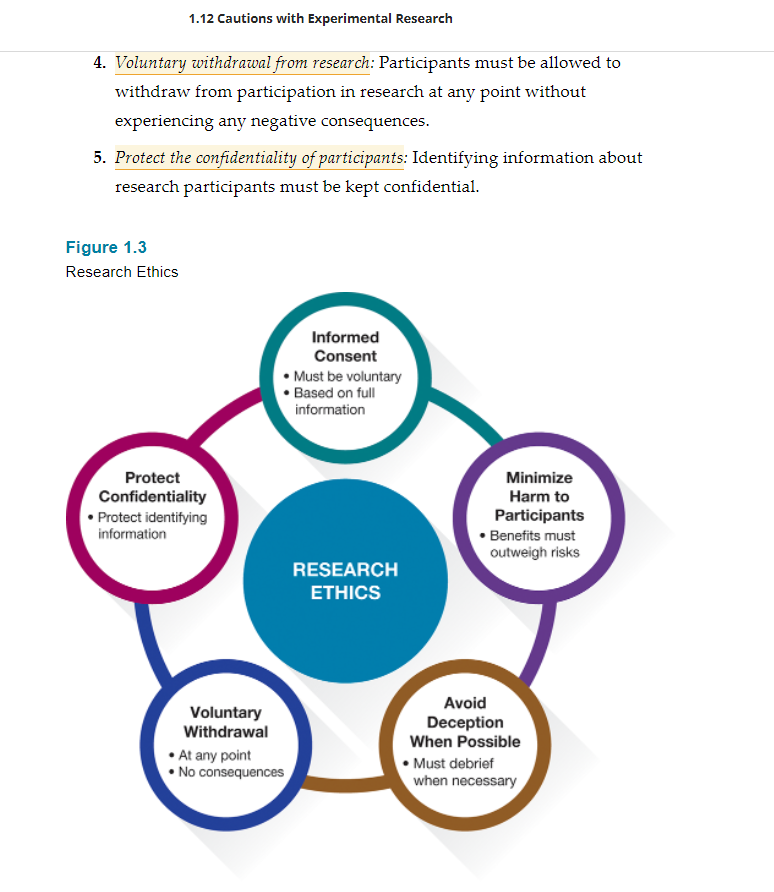 1.12 Cautions with Experimental Research
4. Voluntary withdrawal from research: Participants must be allowed to
withdraw from participation in research at any point without
experiencing any negative consequences.
5. Protect the confidentiality of participants: Identifying information about
research participants must be kept confidential.
Figure 1.3
Research Ethics
Informed
Consent
• Must be voluntary
• Based on full
information
Protect
Confidentiality
• Protect identifying
information
Minimize
Harm to
Participants
• Benefits must
outweigh risks
RESEARCH
ETHICS
Voluntary
Withdrawal
• At any point
• No consequences
Avoid
Deception
When Possible
• Must debrief
when necessary